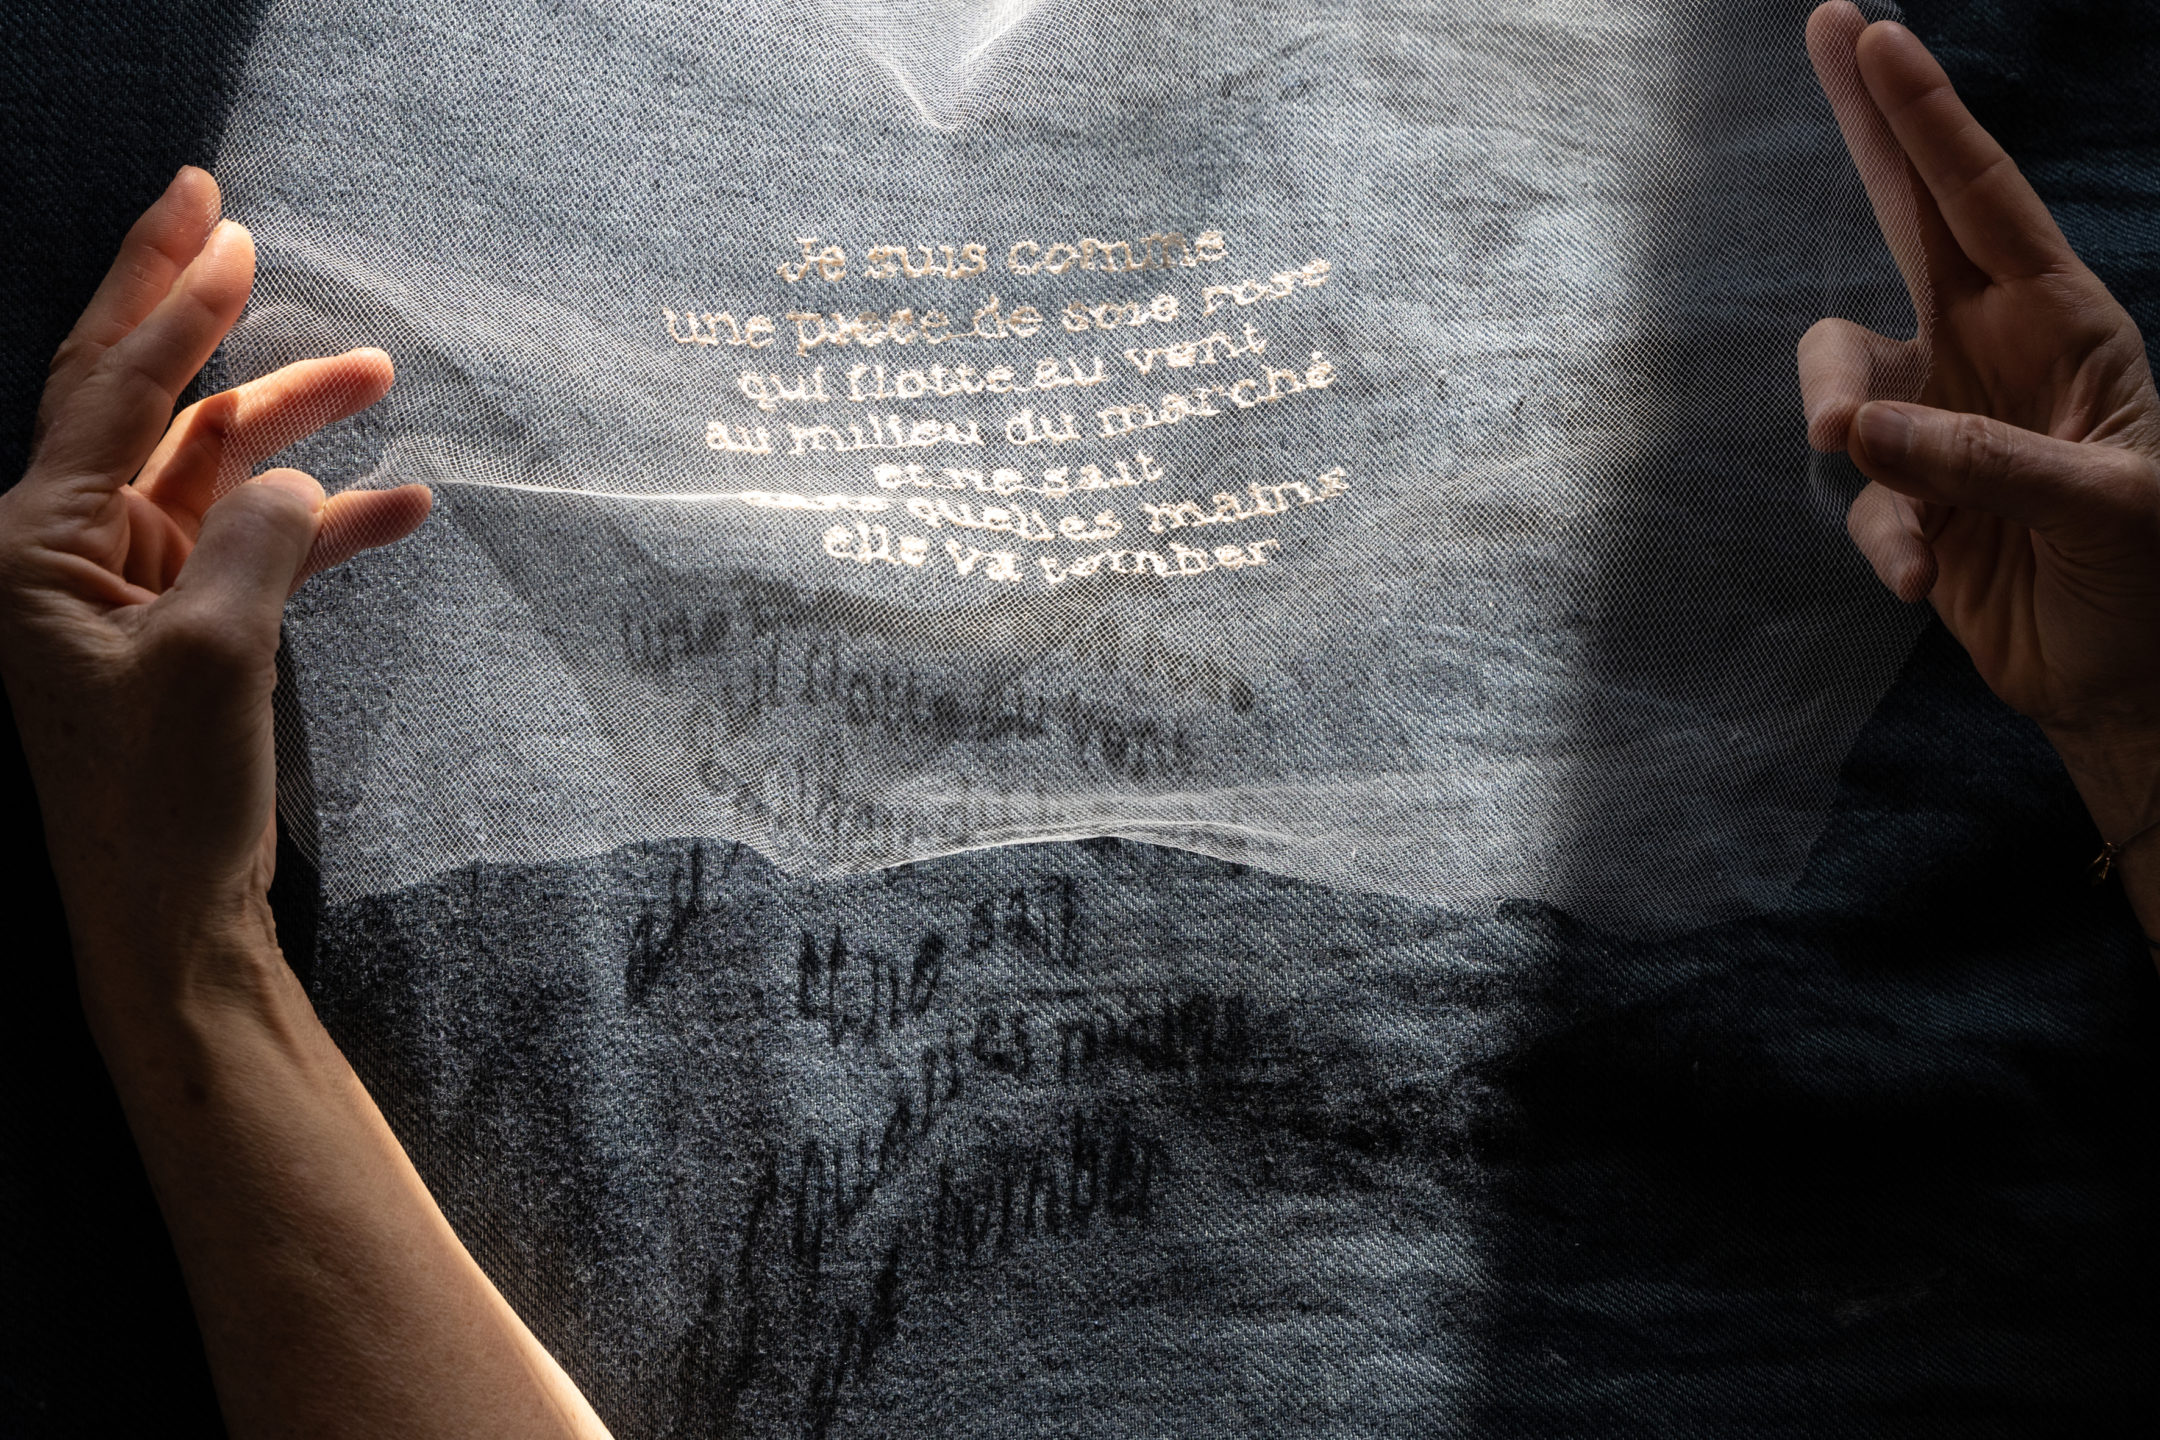 Je suis comme
une pièce de soie rose
qui flotte au vent
au milieu du marché
et ne sait
quelles mains
elle va tomber